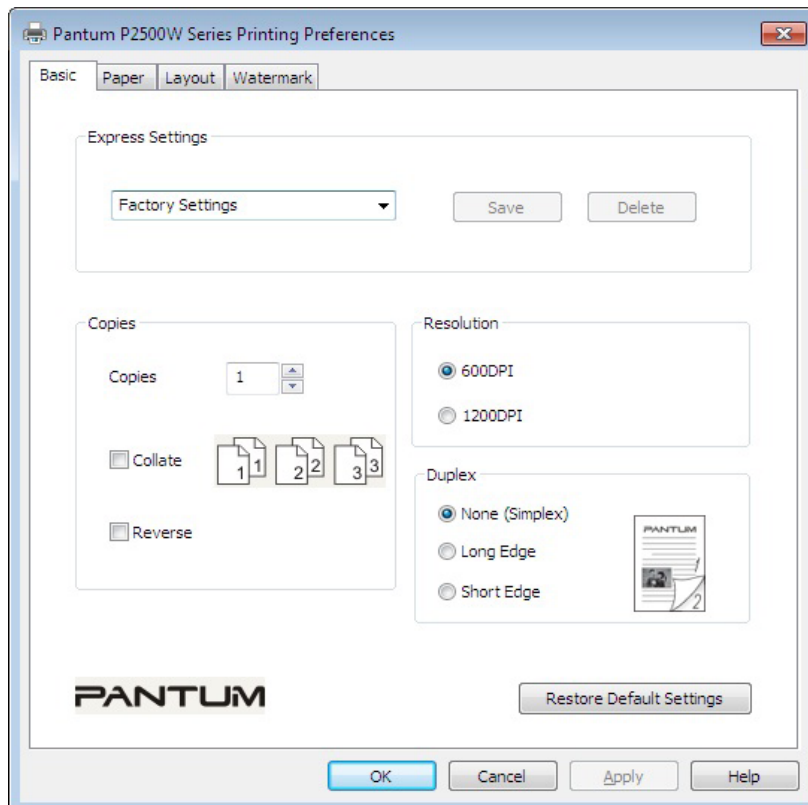 Pantum P2500W Series Printing Preferences
Basic Paper Layout Watermark
Express Settings
Factory Settings Save Delete
Copies
Copies 1
Collate 1 1 2 2 3 3
Reverse
Resolution
600DPI
1200DPI
Duplex
None (Simplex)
Long Edge
Short Edge
PANTUM
1
2
PANTUM
Restore Default Settings
OK Cancel Apply Help